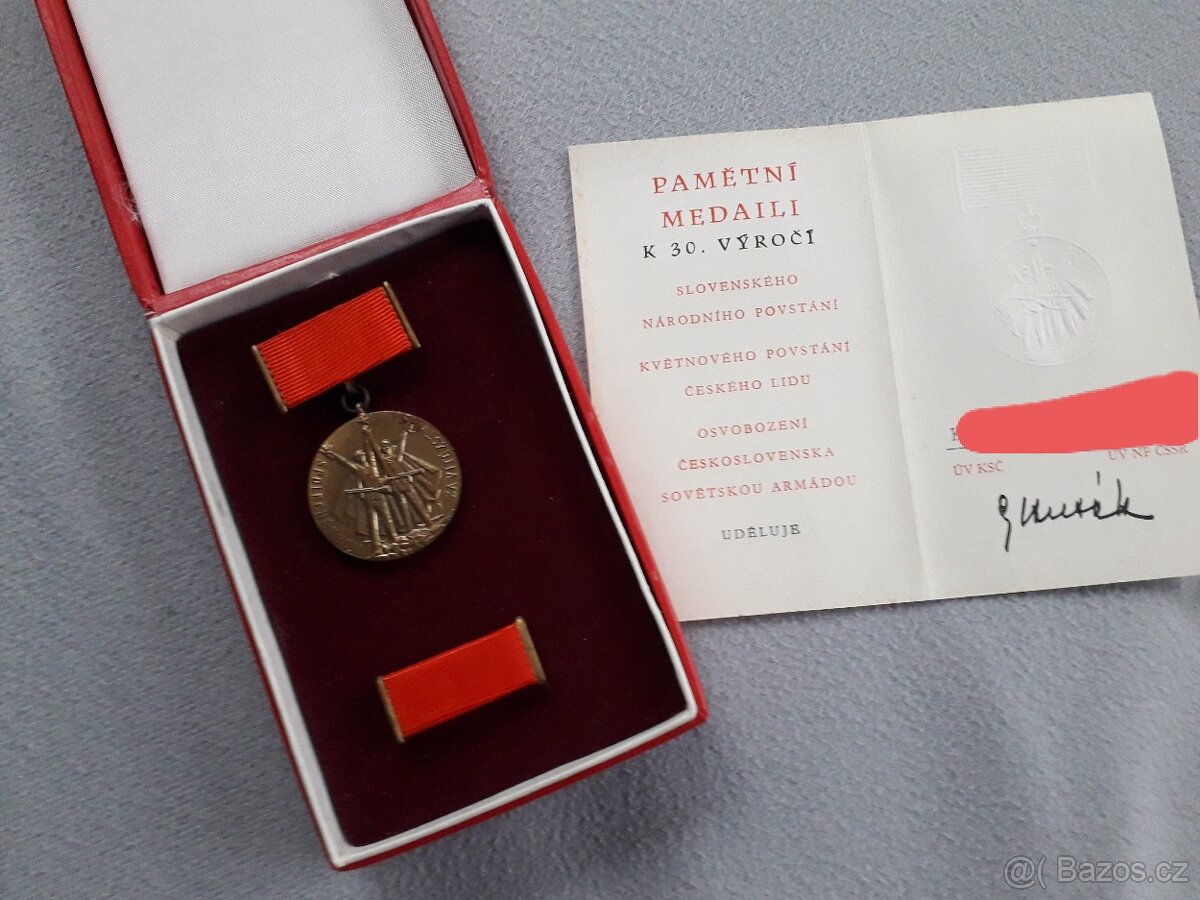 PAMĚTNÍ
MEDAILI
K 30. VÝROČÍ
SLOVENSKÉHO
NÁRODNÍHO POVSTÁNÍ
KVĚTNOVÉHO POVSTÁNÍ
ČESKÉHO LIDU
OSVOBOZENÍ
ČESKOSLOVENSKA
SOVĚTSKOU ARMÁDOU
UDĚLUJE
ÚV KSČ
ÚV NF ČSSR
Bazos.cz